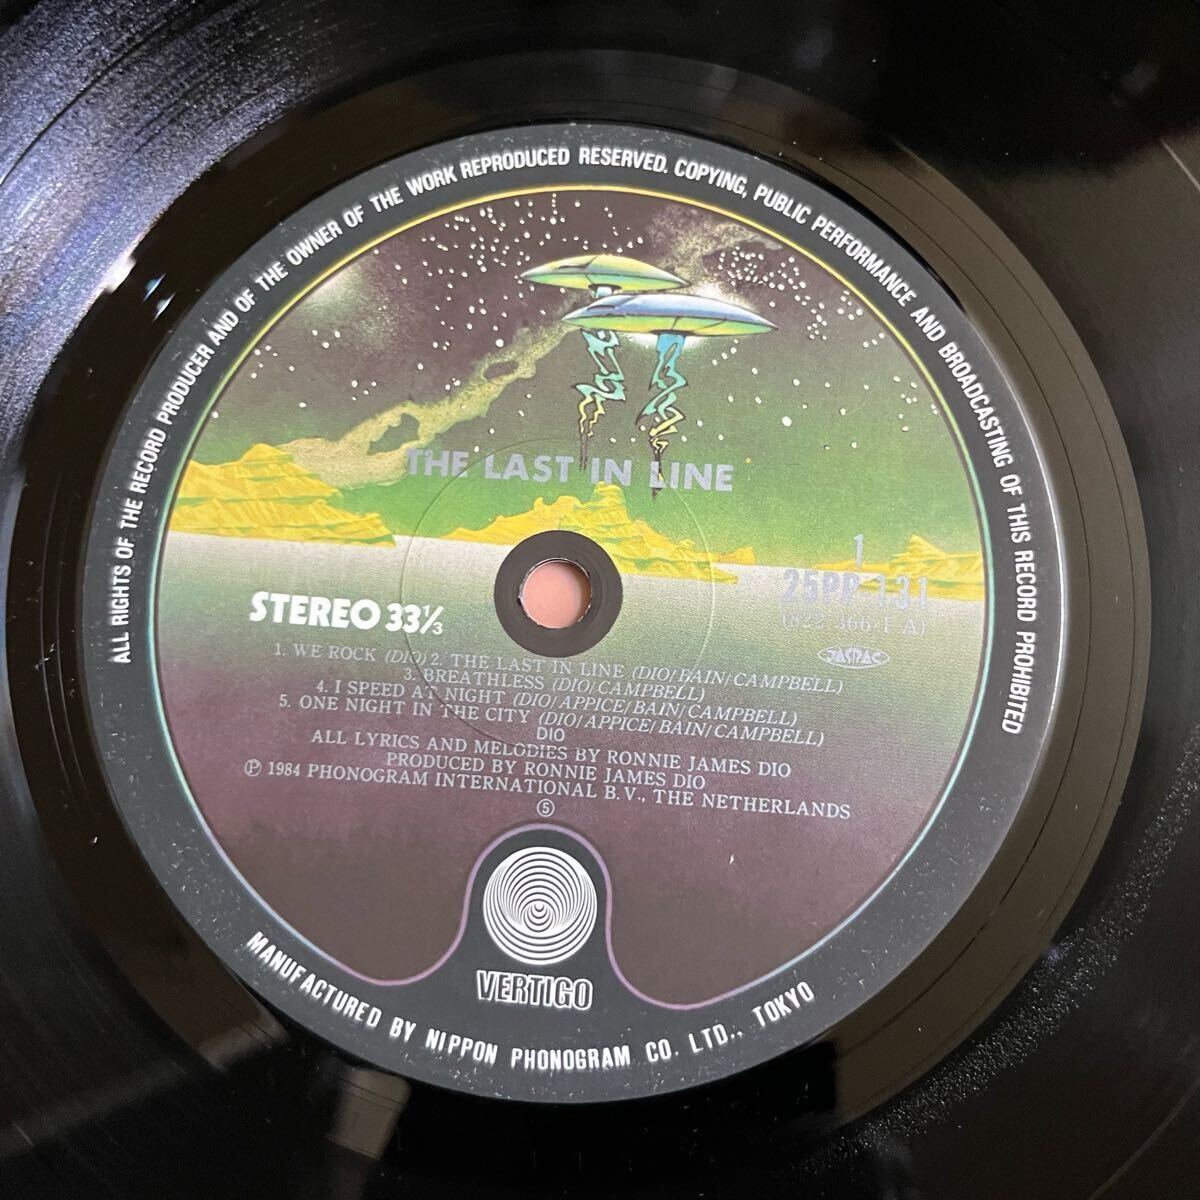 ALL RIGHTS OF THE RECORD PRODUCER AND OF THE OWNER OF THE WORK REPRODUCED RESERVED. COPYING, PUBLIC PERFORMANCE AND BROADCASTING OF THIS RECORD PROHIBITED
THE LAST IN LINE
1
25PP-131
STEREO 33⅓
JASRAC
1. WE ROCK (DIO) 2. THE LAST IN LINE (DIO/BAIN/CAMPBELL)
3. BREATHLESS (DIO/CAMPBELL)
4. I SPEED AT NIGHT (DIO/APPICE/BAIN/CAMPBELL)
5. ONE NIGHT IN THE CITY (DIO/APPICE/BAIN/CAMPBELL)
DIO
ALL LYRICS AND MELODIES BY RONNIE JAMES DIO
PRODUCED BY RONNIE JAMES DIO
Ⓟ 1984 PHONOGRAM INTERNATIONAL B.V., THE NETHERLANDS
⑤
VERTIGO
MANUFACTURED BY NIPPON PHONOGRAM CO. LTD., TOKYO